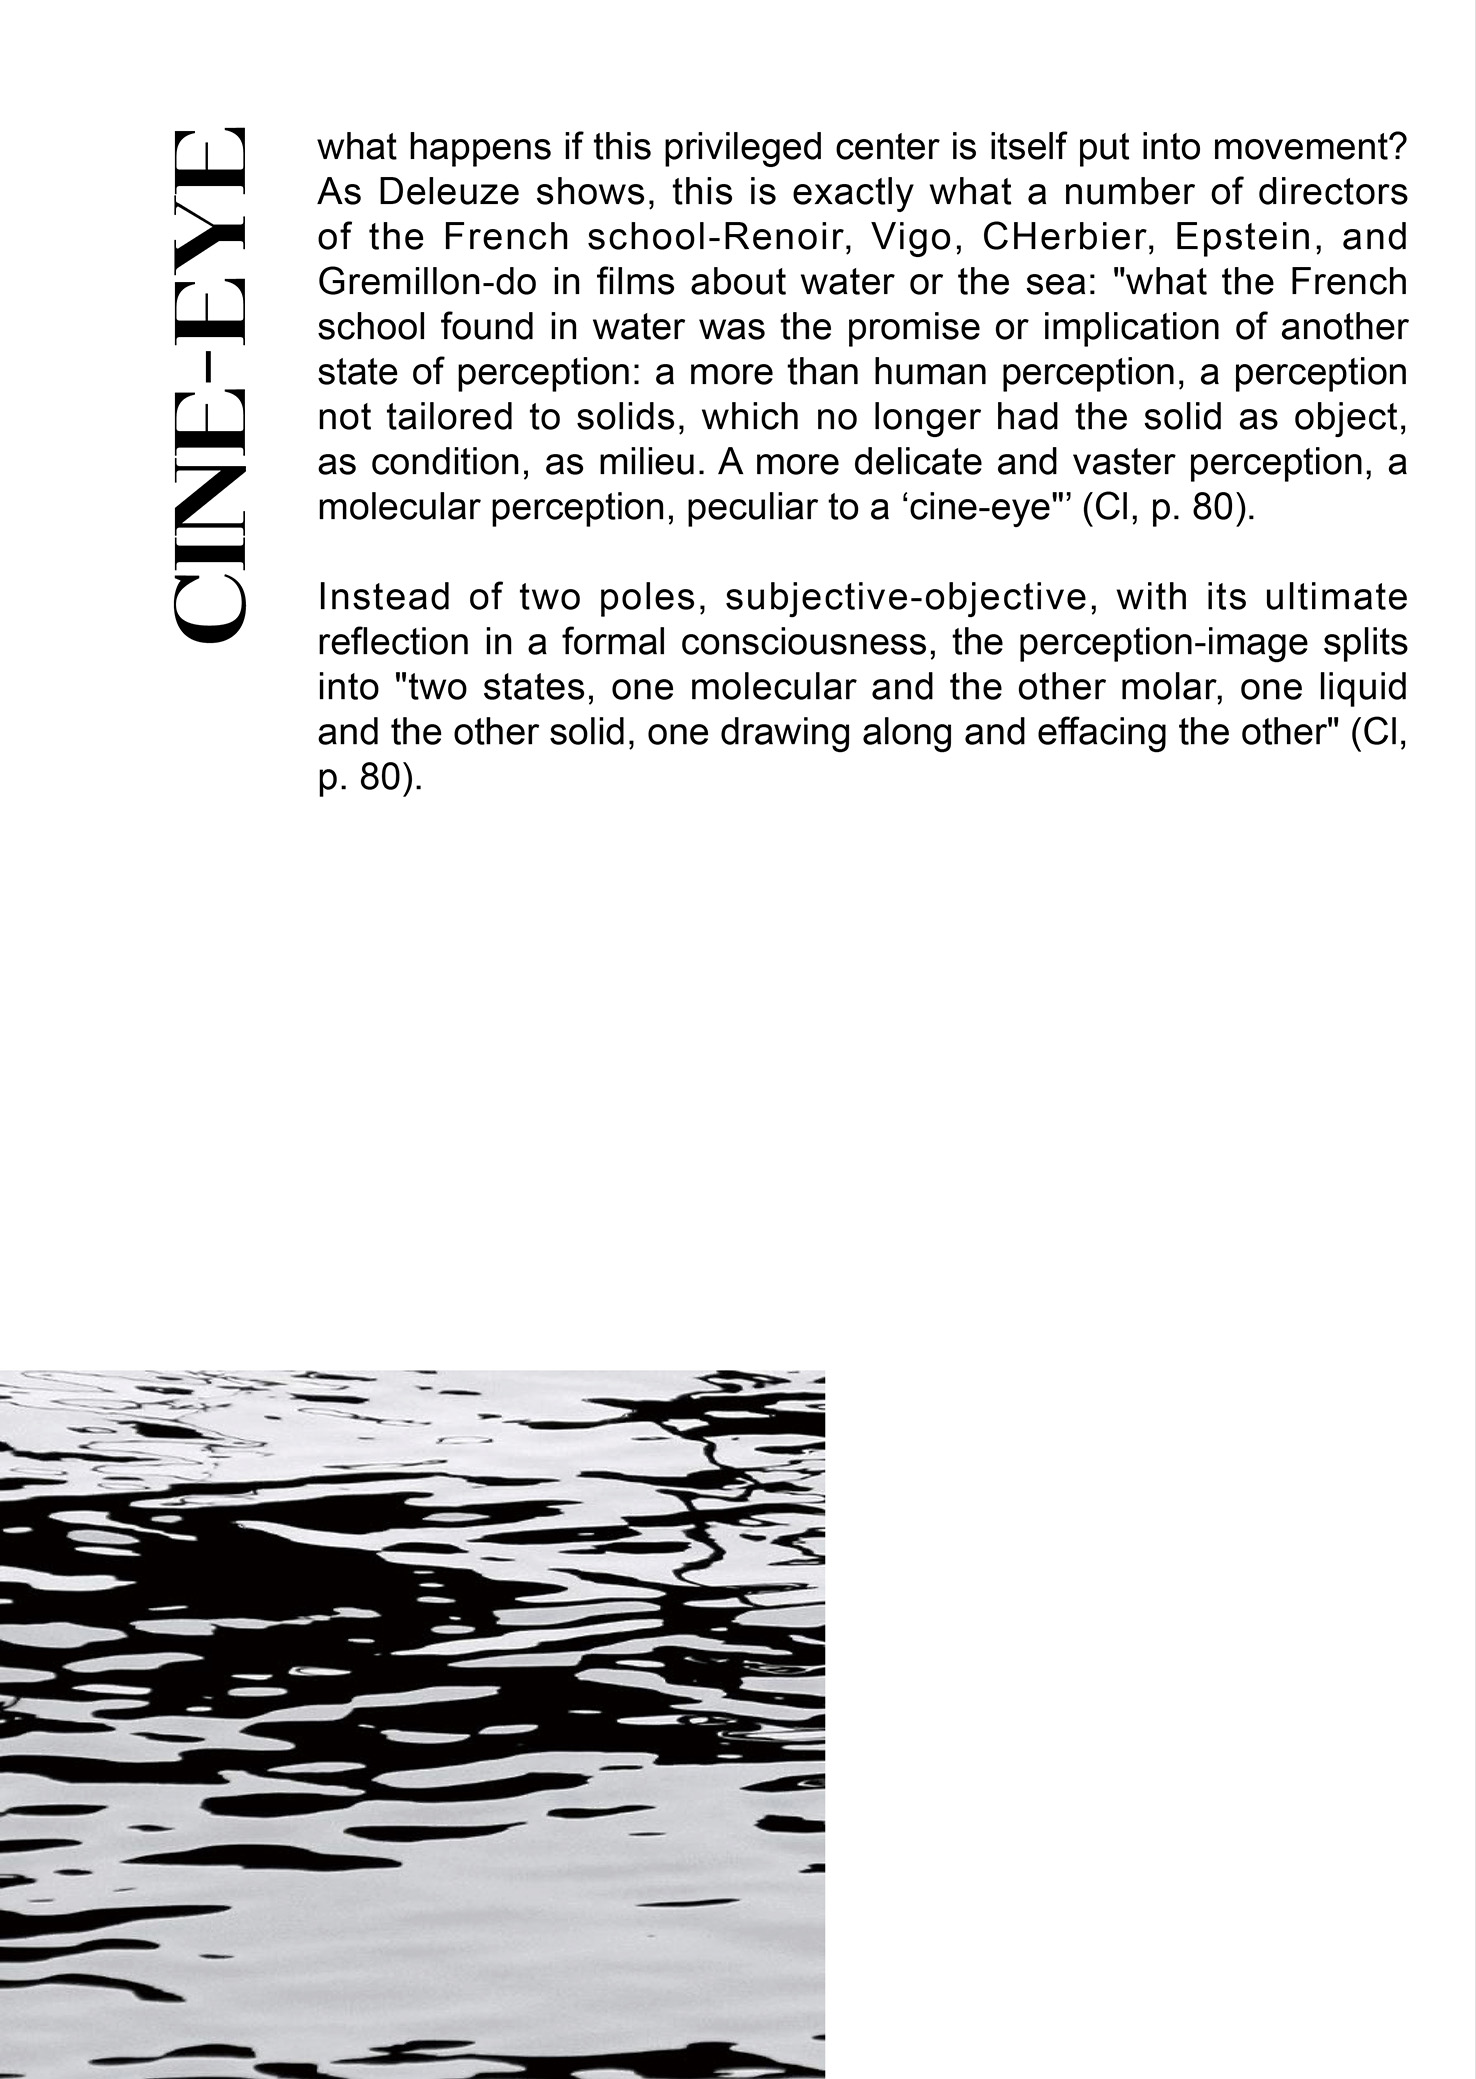 CINE-EYE
what happens if this privileged center is itself put into movement?
As Deleuze shows, this is exactly what a number of directors
of the French school-Renoir, Vigo, CHerbier, Epstein, and
Gremillon-do in films about water or the sea: "what the French
school found in water was the promise or implication of another
state of perception: a more than human perception, a perception
not tailored to solids, which no longer had the solid as object,
as condition, as milieu. A more delicate and vaster perception, a
molecular perception, peculiar to a ‘cine-eye"’ (Cl, p. 80).
Instead of two poles, subjective-objective, with its ultimate
reflection in a formal consciousness, the perception-image splits
into "two states, one molecular and the other molar, one liquid
and the other solid, one drawing along and effacing the other" (Cl,
p. 80).